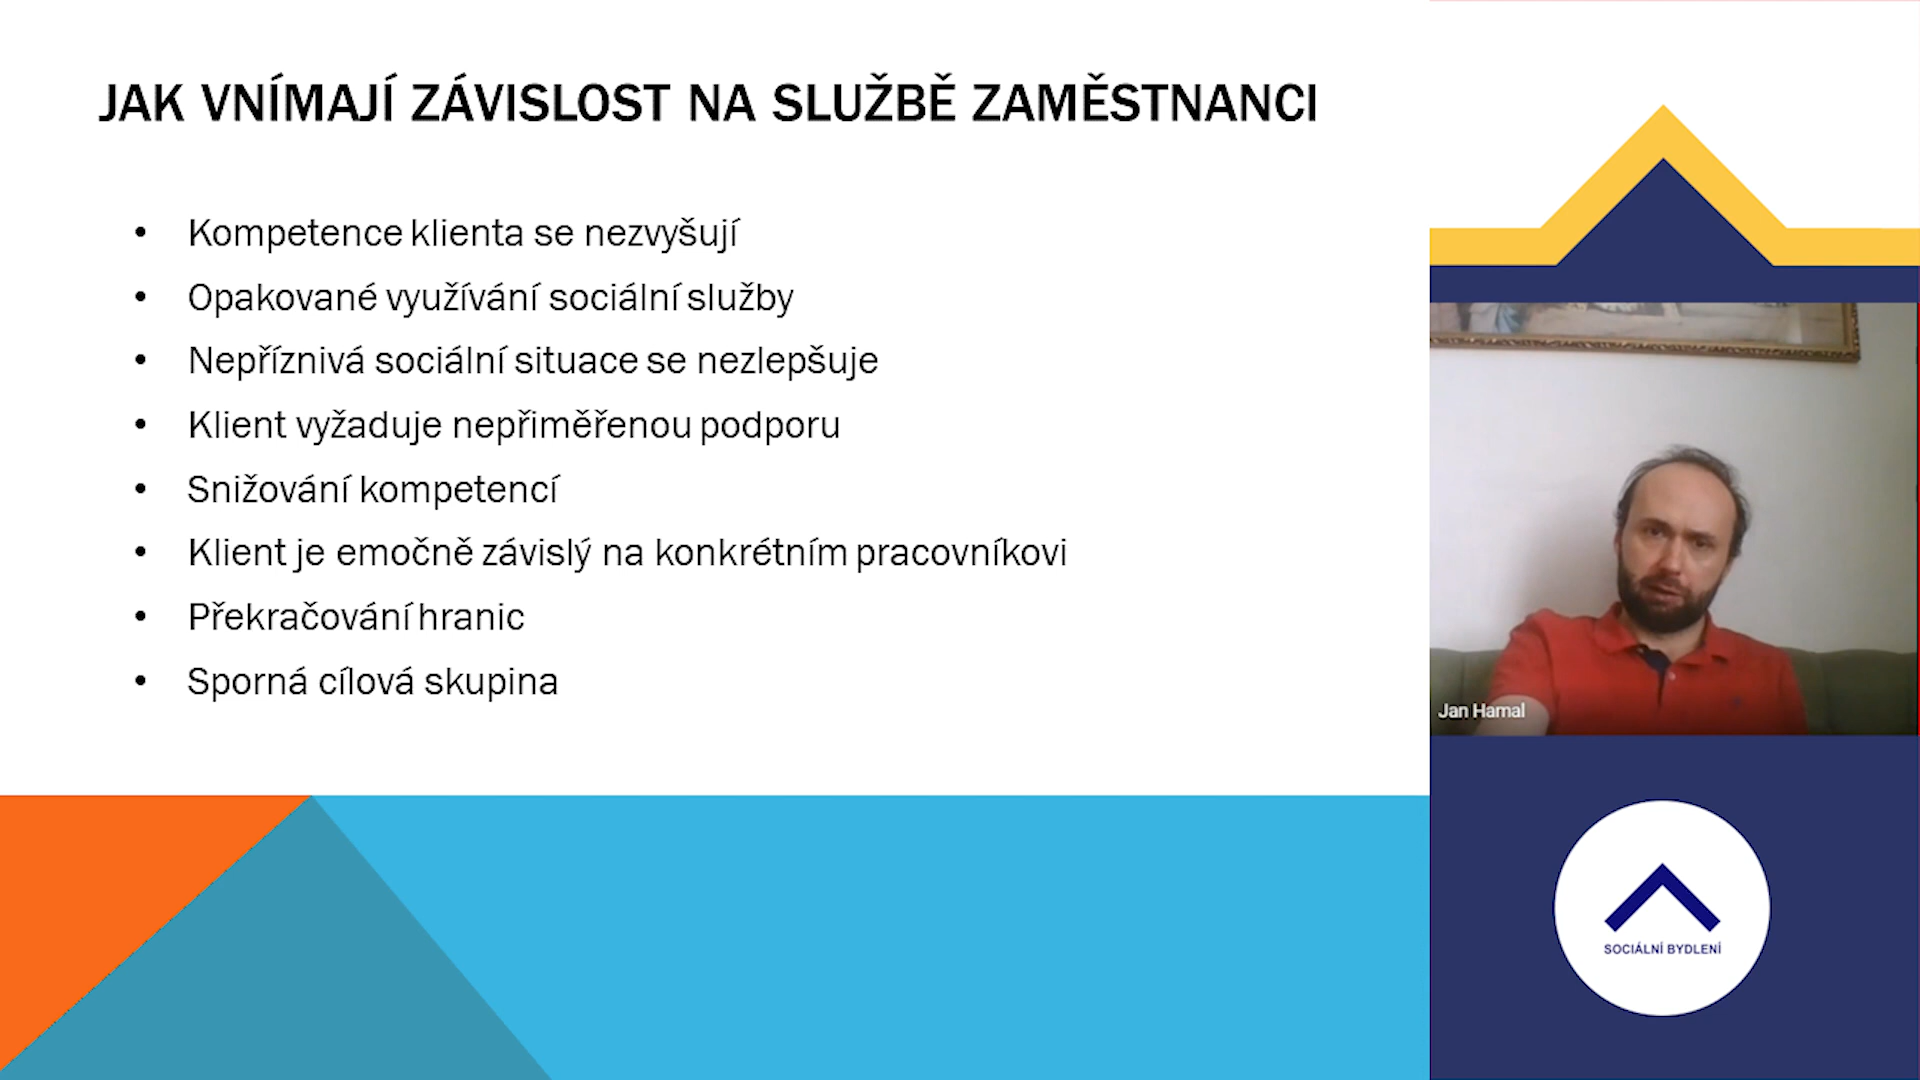 JAK VNÍMAJÍ ZÁVISLOST NA SLUŽBĚ ZAMĚSTNANCI
• Kompetence klienta se nezvyšují
• Opakované využívání sociální služby
• Nepříznivá sociální situace se nezlepšuje
• Klient vyžaduje nepřiměřenou podporu
• Snižování kompetencí
• Klient je emočně závislý na konkrétním pracovníkovi
• Překračování hranic
• Sporná cílová skupina
Jan Hamal
SOCIÁLNÍ BYDLENÍ